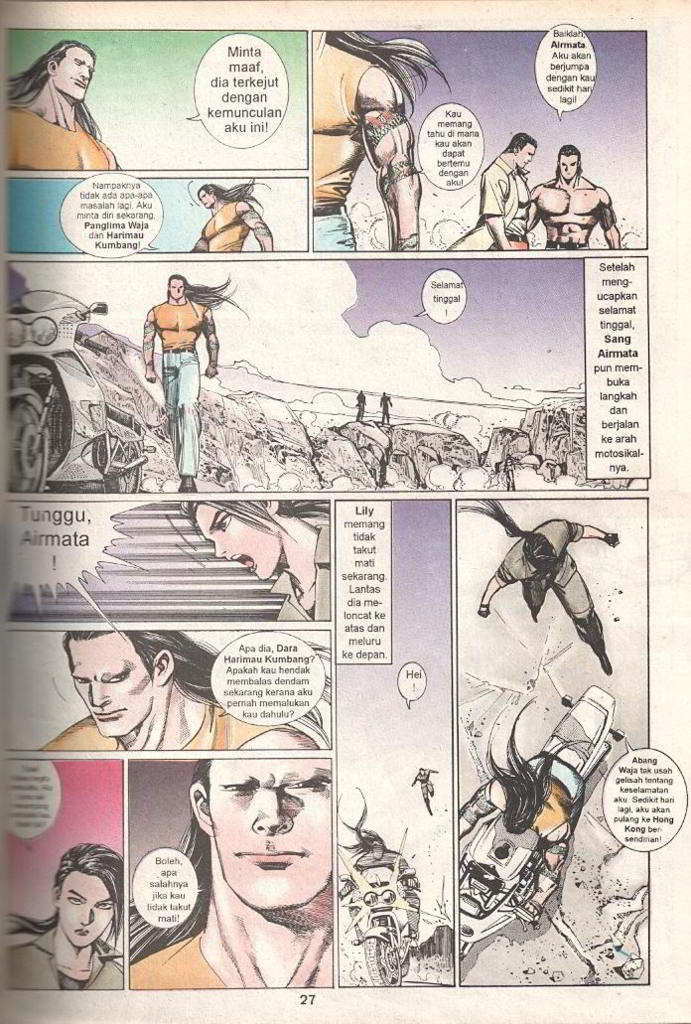 Minta
maaf,
dia terkejut
dengan
kemunculan
aku ini!
Nampaknya
tidak ada apa-apa
masalah lagi. Aku
minta diri sekarang,
Panglima Waja
dan Harimau
Kumbang!
Baiklah,
Airmata.
Aku akan
berjumpa
dengan kau
sedikit hari
lagi!
Kau
memang
tahu di mana
kau akan
dapat
bertemu
dengan
aku!
Selamat
tinggal
!
Setelah
meng-
ucapkan
selamat
tinggal,
Sang
Airmata
pun mem-
buka
langkah
dan
berjalan
ke arah
motosikal-
nya.
Tunggu,
Airmata
!
Apa dia, Dara
Harimau Kumbang?
Apakah kau hendak
membalas dendam
sekarang kerana aku
pernah memalukan
kau dahulu?
Boleh,
apa
salahnya
jika kau
tidak takut
mati!
Lily
memang
tidak
takut
mati
sekarang.
Lantas
dia me-
loncat ke
atas dan
meluru
ke depan.
Hei
!
Abang
Waja tak usah
gelisah tentang
keselamatan
aku. Sedikit hari
lagi, aku akan
pulang ke Hong
Kong ber-
sendirian!
27